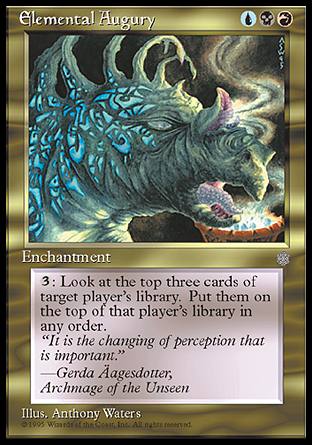 Elemental Augury
Enchantment
3: Look at the top three cards of
target player's library. Put them on
the top of that player's library in
any order.
“It is the changing of perception that
is important.”
—Gerda Äagesdotter,
Archmage of the Unseen
Illus. Anthony Waters
©1995 Wizards of the Coast, Inc. All rights reserved.